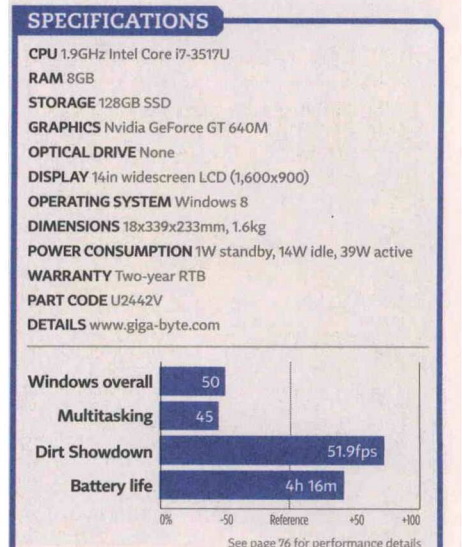 SPECIFICATIONS
CPU 1.9GHz Intel Core i7-3517U
RAM 8GB
STORAGE 128GB SSD
GRAPHICS Nvidia GeForce GT 640M
OPTICAL DRIVE None
DISPLAY 14in widescreen LCD (1,600x900)
OPERATING SYSTEM Windows 8
DIMENSIONS 18x339x233mm, 1.6kg
POWER CONSUMPTION 1W standby, 14W idle, 39W active
WARRANTY Two-year RTB
PART CODE U2442V
DETAILS www.giga-byte.com
Windows overall 50
Multitasking 45
Dirt Showdown 51.9fps
Battery life 4h 16m
0% -50 Reference +50 +100
See page 76 for performance details